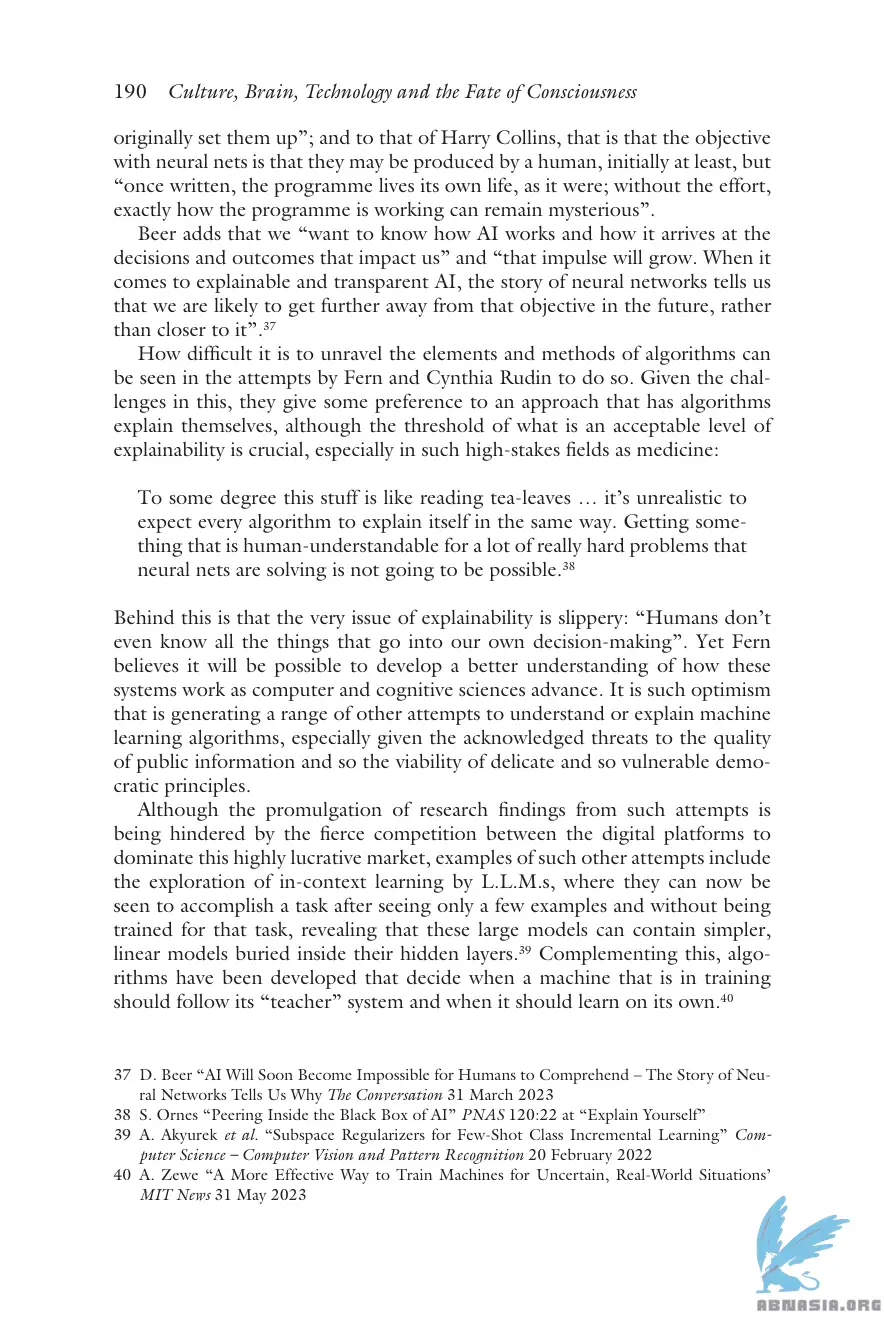 190 Culture, Brain, Technology and the Fate of Consciousness
originally set them up”; and to that of Harry Collins, that is that the objective
with neural nets is that they may be produced by a human, initially at least, but
“once written, the programme lives its own life, as it were; without the effort,
exactly how the programme is working can remain mysterious”.
Beer adds that we “want to know how AI works and how it arrives at the
decisions and outcomes that impact us” and “that impulse will grow. When it
comes to explainable and transparent AI, the story of neural networks tells us
that we are likely to get further away from that objective in the future, rather
than closer to it”.³⁷
How difficult it is to unravel the elements and methods of algorithms can
be seen in the attempts by Fern and Cynthia Rudin to do so. Given the chal-
lenges in this, they give some preference to an approach that has algorithms
explain themselves, although the threshold of what is an acceptable level of
explainability is crucial, especially in such high-stakes fields as medicine:
To some degree this stuff is like reading tea-leaves … it’s unrealistic to
expect every algorithm to explain itself in the same way. Getting some-
thing that is human-understandable for a lot of really hard problems that
neural nets are solving is not going to be possible.³⁸
Behind this is that the very issue of explainability is slippery: “Humans don’t
even know all the things that go into our own decision-making”. Yet Fern
believes it will be possible to develop a better understanding of how these
systems work as computer and cognitive sciences advance. It is such optimism
that is generating a range of other attempts to understand or explain machine
learning algorithms, especially given the acknowledged threats to the quality
of public information and so the viability of delicate and so vulnerable demo-
cratic principles.
Although the promulgation of research findings from such attempts is
being hindered by the fierce competition between the digital platforms to
dominate this highly lucrative market, examples of such other attempts include
the exploration of in-context learning by L.L.M.s, where they can now be
seen to accomplish a task after seeing only a few examples and without being
trained for that task, revealing that these large models can contain simpler,
linear models buried inside their hidden layers.³⁹ Complementing this, algo-
rithms have been developed that decide when a machine that is in training
should follow its “teacher” system and when it should learn on its own.⁴⁰
37 D. Beer “AI Will Soon Become Impossible for Humans to Comprehend – The Story of Neu-
ral Networks Tells Us Why The Conversation 31 March 2023
38 S. Ornes “Peering Inside the Black Box of AI” PNAS 120:22 at “Explain Yourself”
39 A. Akyurek et al. “Subspace Regularizers for Few-Shot Class Incremental Learning” Com-
puter Science – Computer Vision and Pattern Recognition 20 February 2022
40 A. Zewe “A More Effective Way to Train Machines for Uncertain, Real-World Situations’
MIT News 31 May 2023
ABNASIA.ORG